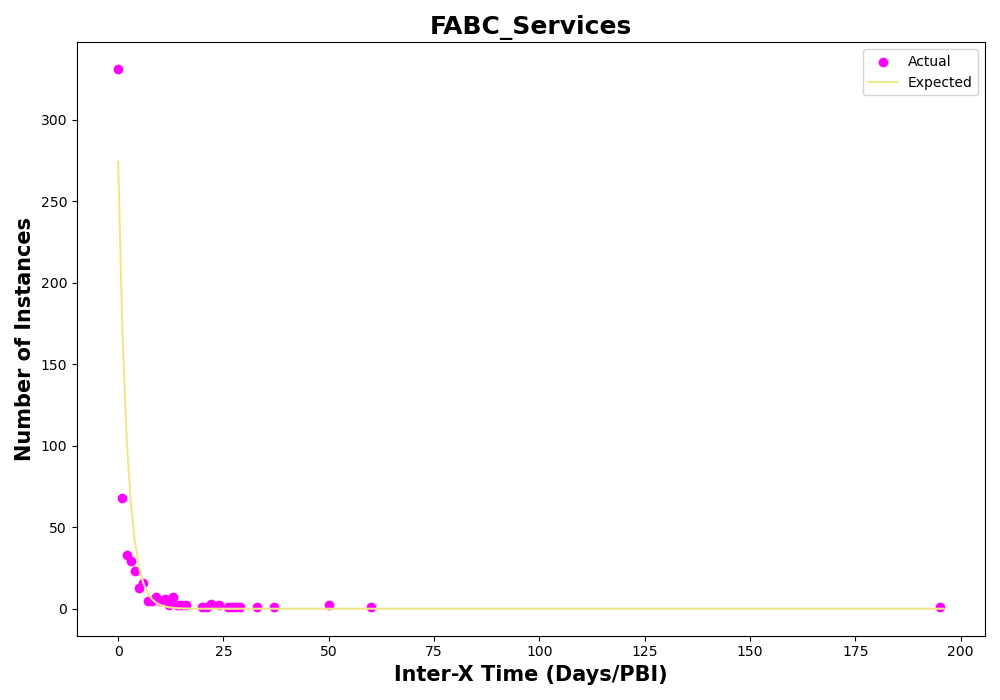 FABC_Services
Actual
Expected
Number of Instances
300
250
200
150
100
50
0
0 25 50 75 100 125 150 175 200
Inter-X Time (Days/PBI)